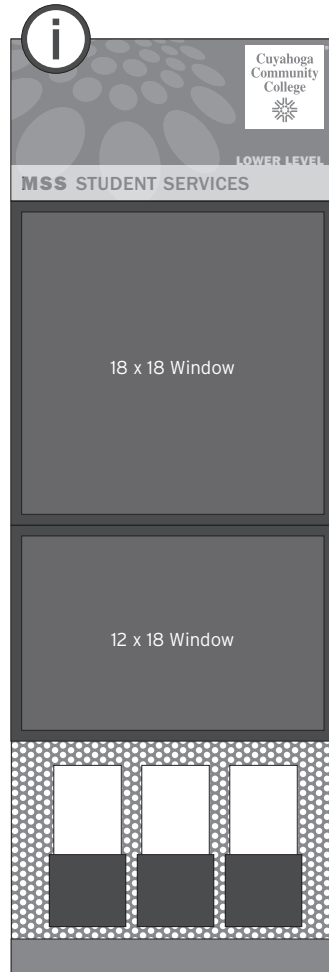 i
Cuyahoga
Community
College
LOWER LEVEL
MSS STUDENT SERVICES
18 x 18 Window
12 x 18 Window